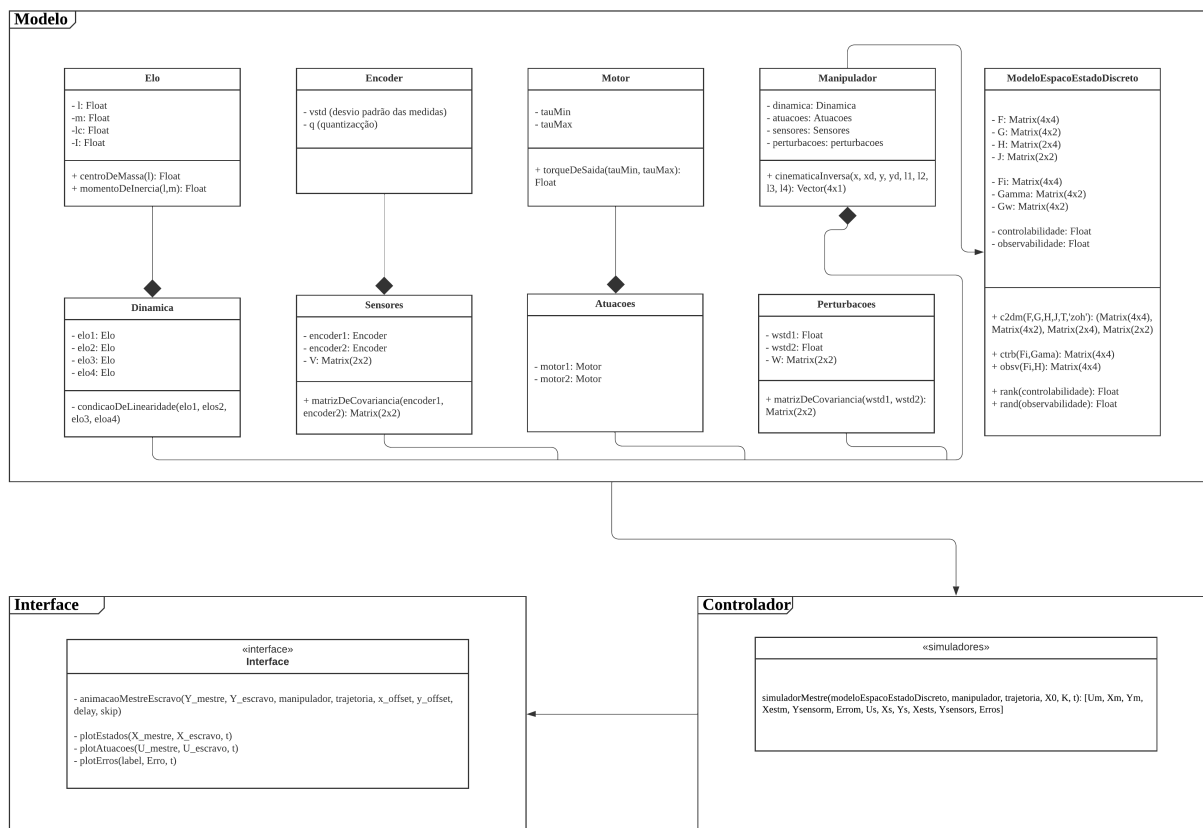 Modelo
Elo
- l: Float
-m: Float
-lc: Float
-I: Float
+ centroDeMassa(l): Float
+ momentoDeInercia(l,m): Float
Encoder
- vstd (desvio padrão das medidas)
- q (quantizacção)
Motor
- tauMin
- tauMax
+ torqueDeSaida(tauMin, tauMax):
Float
Manipulador
- dinamica: Dinamica
- atuacoes: Atuacoes
- sensores: Sensores
- perturbacoes: perturbacoes
+ cinematicaInversa(x, xd, y, yd, l1, l2,
l3, l4): Vector(4x1)
ModeloEspacoEstadoDiscreto
- F: Matrix(4x4)
- G: Matrix(4x2)
- H: Matrix(2x4)
- J: Matrix(2x2)
- Fi: Matrix(4x4)
- Gamma: Matrix(4x2)
- Gw: Matrix(4x2)
- controlabilidade: Float
- observabilidade: Float
+ c2dm(F,G,H,J,T,'zoh'): (Matrix(4x4),
Matrix(4x2), Matrix(2x4), Matrix(2x2)
+ ctrb(Fi,Gama): Matrix(4x4)
+ obsv(Fi,H): Matrix(4x4)
+ rank(controlabilidade): Float
+ rand(observabilidade): Float
Dinamica
- elo1: Elo
- elo2: Elo
- elo3: Elo
- elo4: Elo
- condicaoDeLinearidade(elo1, elos2,
elo3, eloa4)
Sensores
- encoder1: Encoder
- encoder2: Encoder
- V: Matrix(2x2)
+ matrizDeCovariancia(encoder1,
encoder2): Matrix(2x2)
Atuacoes
- motor1: Motor
- motor2: Motor
Perturbacoes
- wstd1: Float
- wstd2: Float
- W: Matrix(2x2)
+ matrizDeCovariancia(wstd1, wstd2):
Matrix(2x2)
Interface
«interface»
Interface
- animacaoMestreEscravo(Y_mestre, Y_escravo, manipulador, trajetoria, x_offset, y_offset,
delay, skip)
- plotEstados(X_mestre, X_escravo, t)
- plotAtuacoes(U_mestre, U_escravo, t)
- plotErros(label, Erro, t)
Controlador
«simuladores»
simuladorMestre(modeloEspacoEstadoDiscreto, manipulador, trajetoria, X0, K, t): [Um, Xm, Ym,
Xestm, Ysensorm, Errom, Us, Xs, Ys, Xests, Ysensors, Erros]